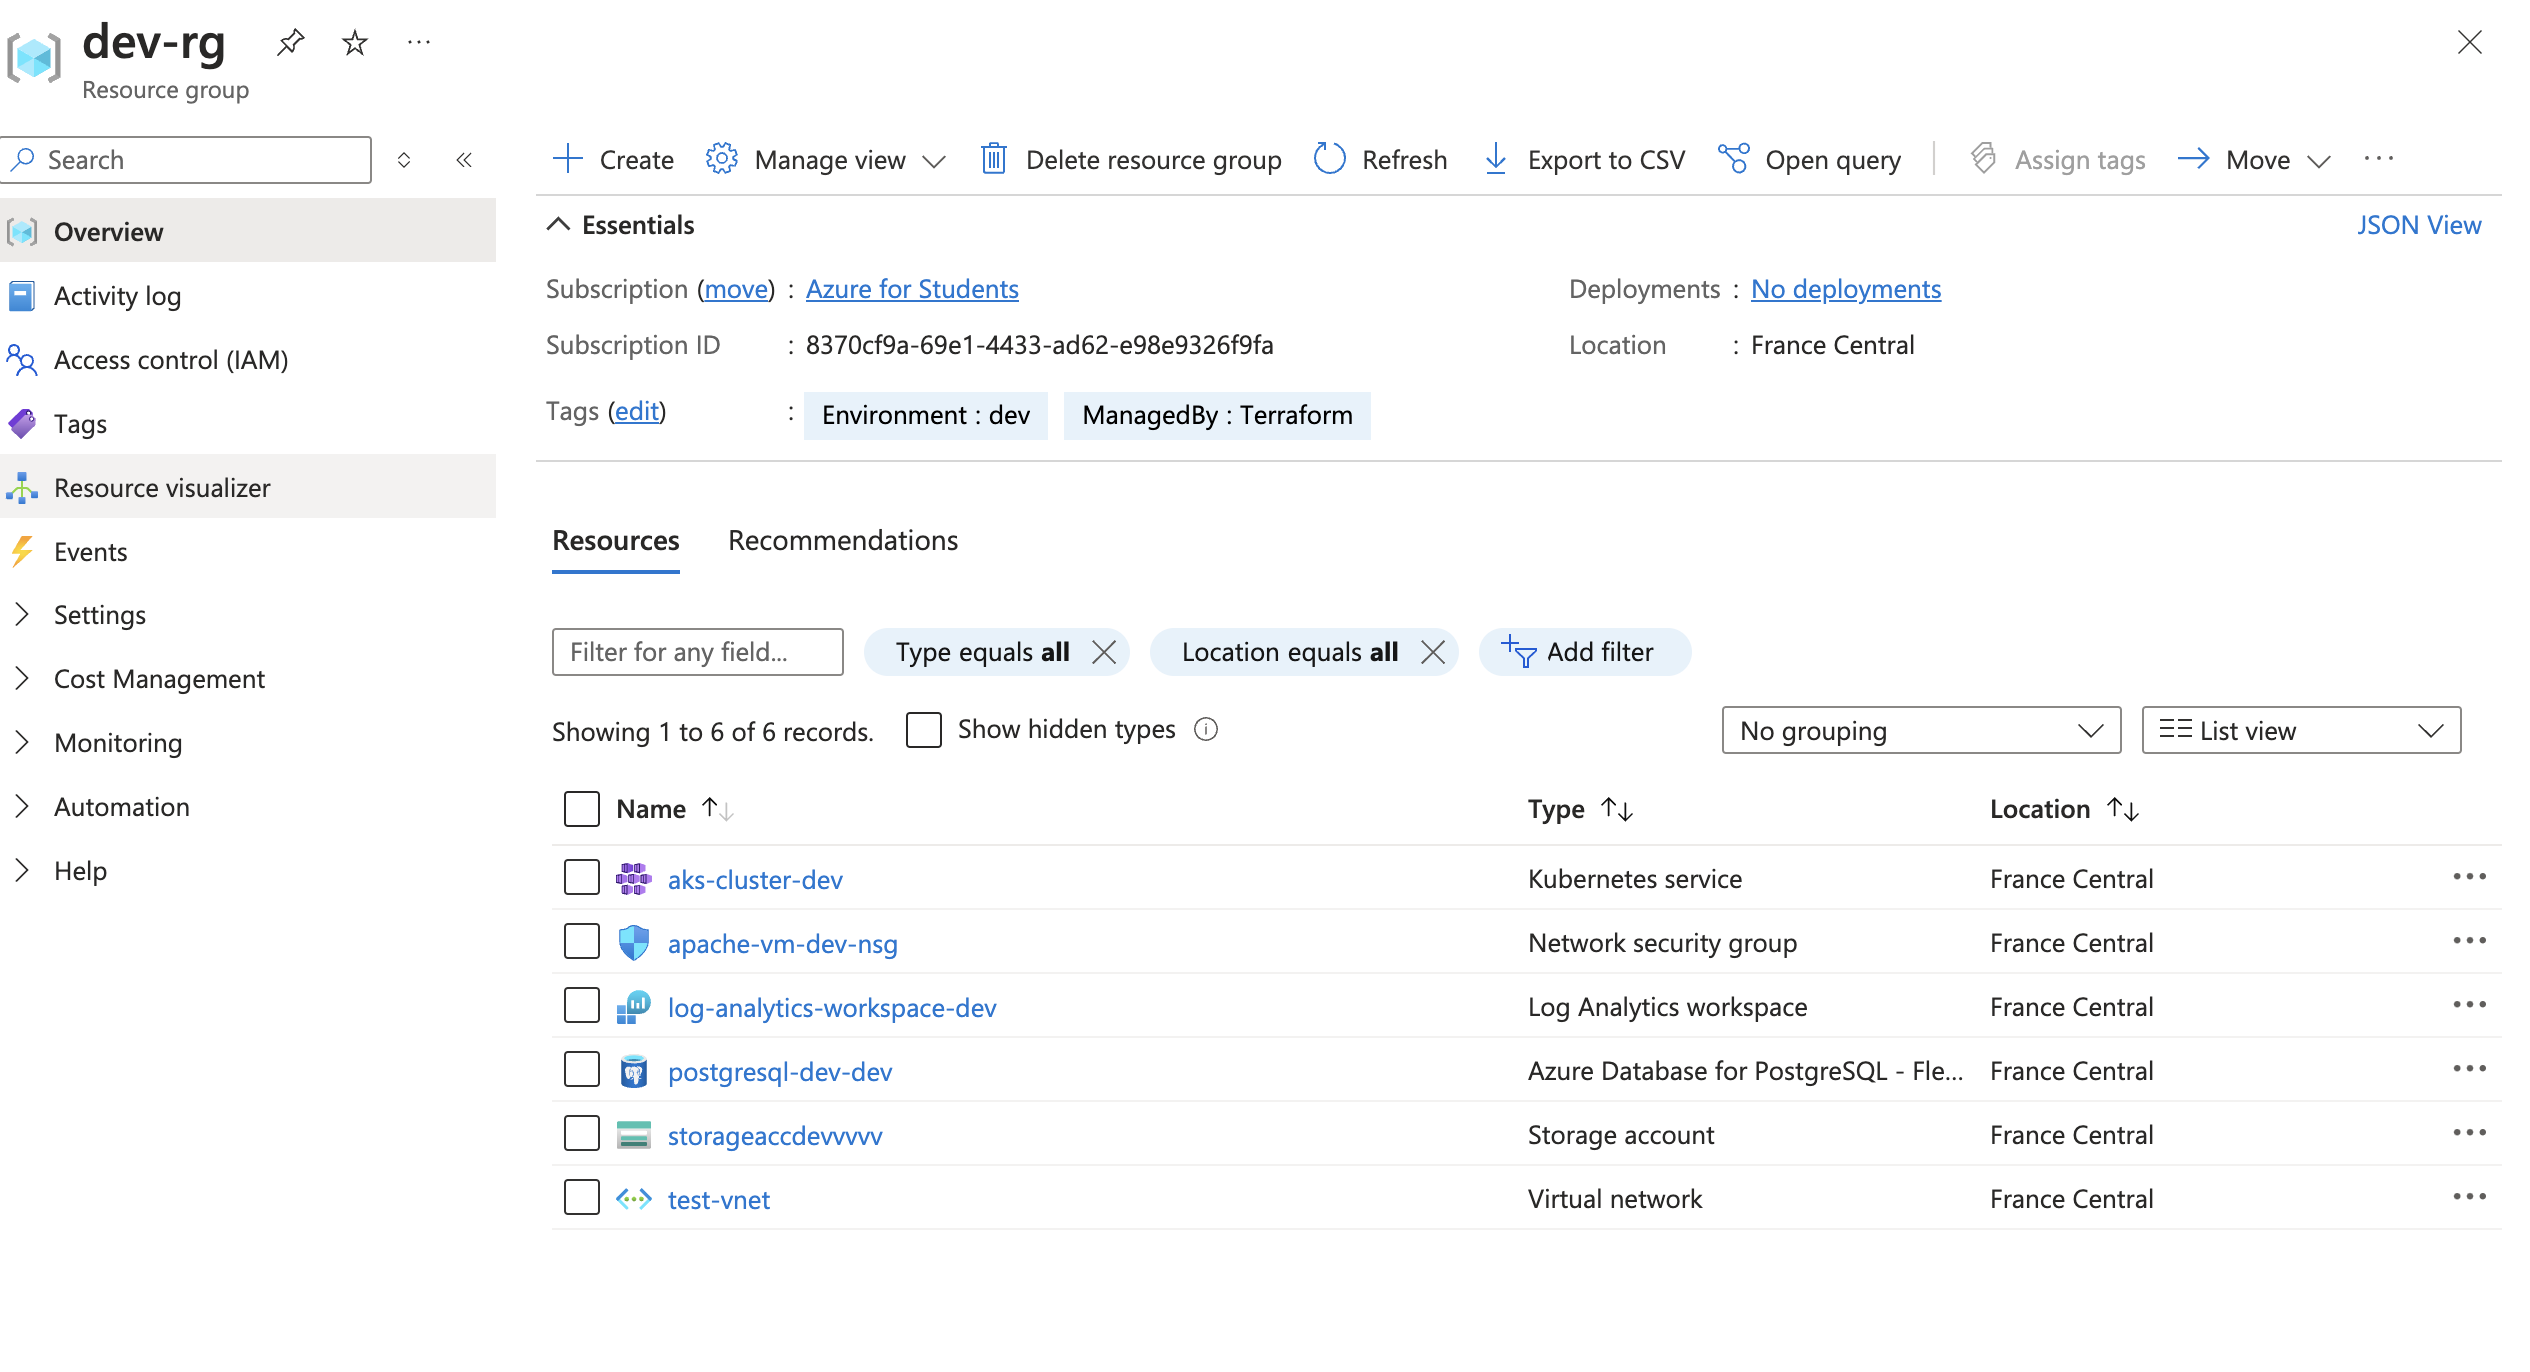 dev-rg
Resource group
Search
Create
Manage view
Delete resource group
Refresh
Export to CSV
Open query
Assign tags
Move
Overview
Activity log
Access control (IAM)
Tags
Resource visualizer
Events
Settings
Cost Management
Monitoring
Automation
Help
Essentials
JSON View
Subscription (move) : Azure for Students
Deployments : No deployments
Subscription ID : 8370cf9a-69e1-4433-ad62-e98e9326f9fa
Location : France Central
Tags (edit) : Environment : dev ManagedBy : Terraform
Resources Recommendations
Filter for any field... Type equals all Location equals all Add filter
Showing 1 to 6 of 6 records. Show hidden types No grouping List view
Name Type Location
aks-cluster-dev Kubernetes service France Central
apache-vm-dev-nsg Network security group France Central
log-analytics-workspace-dev Log Analytics workspace France Central
postgresql-dev-dev Azure Database for PostgreSQL - Fle... France Central
storageaccdevvvvv Storage account France Central
test-vnet Virtual network France Central